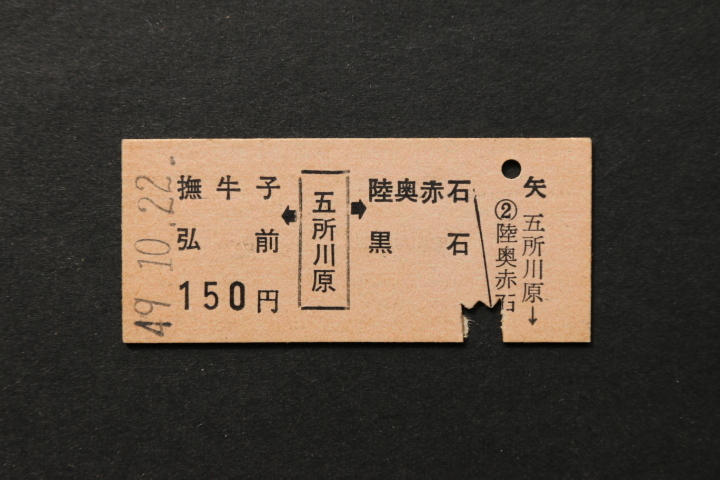 49.10.22.
撫牛子
弘前
150円
五所川原
陸奥赤石
黒石
矢
五所川原→
②陸奥赤石